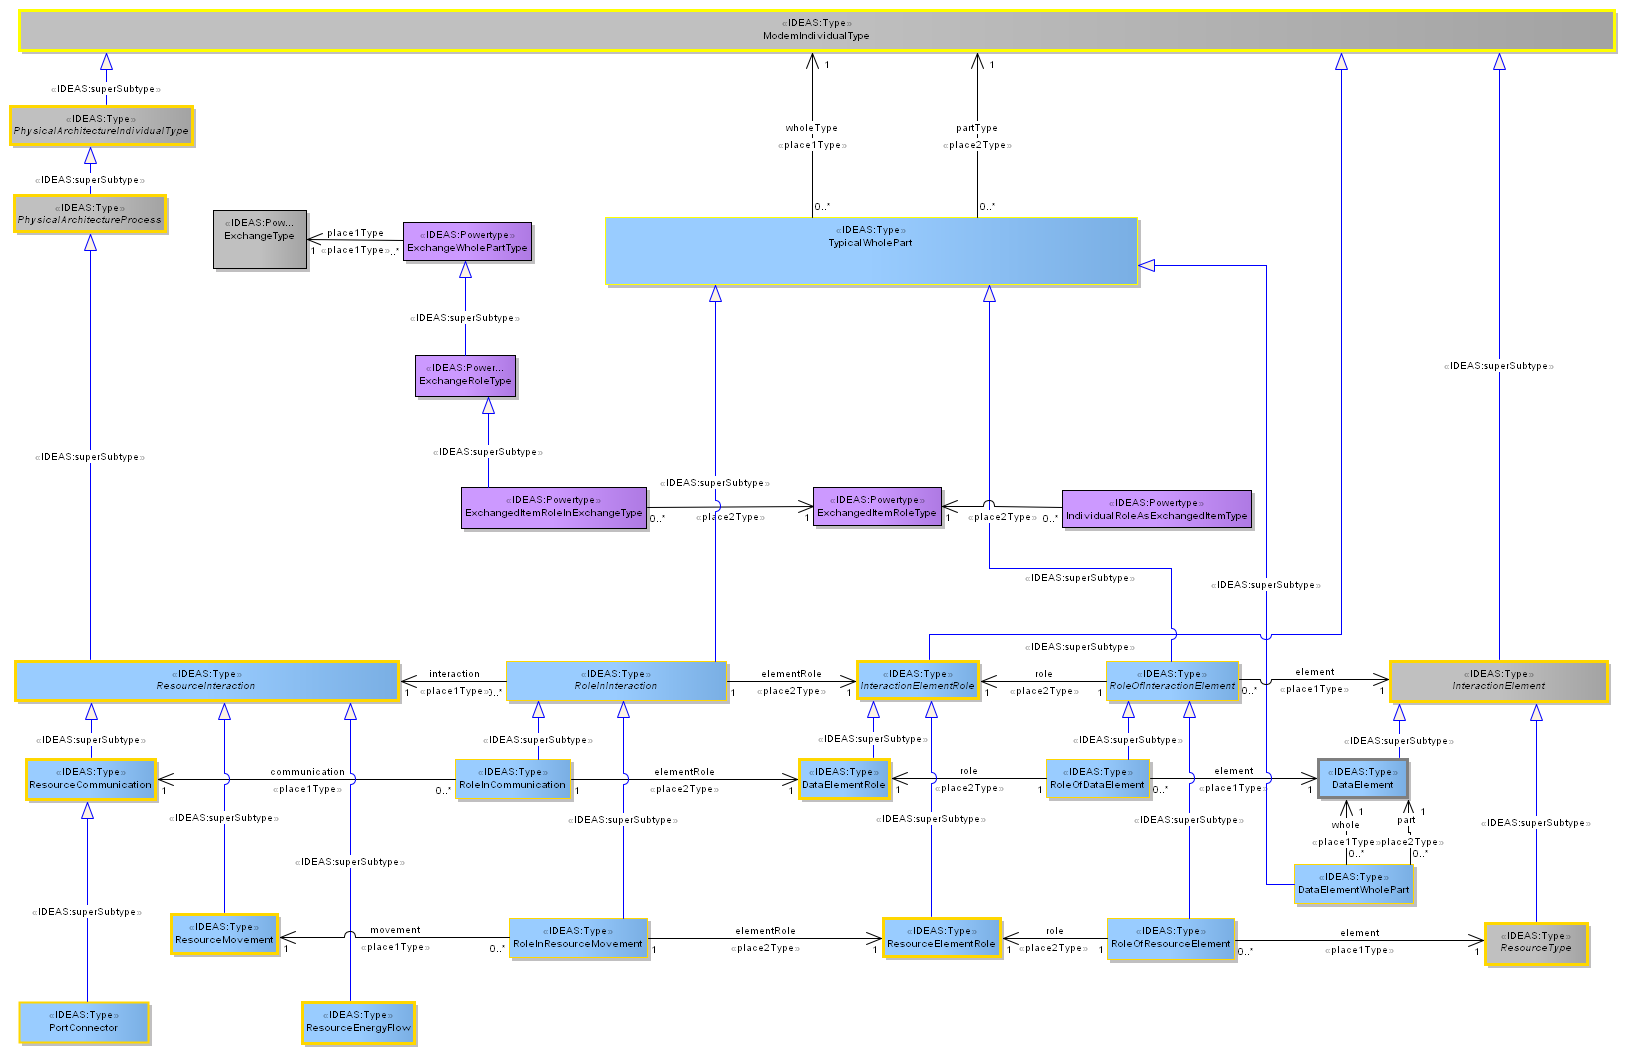 «IDEAS:Type»
ModemIndividualType
1
1
«IDEAS:superSubtype»
«IDEAS:Type»
PhysicalArchitectureIndividualType
wholeType
«place1Type»
partType
«place2Type»
«IDEAS:superSubtype»
«IDEAS:Type»
PhysicalArchitectureProcess
0..*
0..*
«IDEAS:Pow...
ExchangeType
place1Type
1 «place1Type»
..*
«IDEAS:Powertype»
ExchangeWholePartType
«IDEAS:Type»
TypicalWholePart
«IDEAS:superSubtype»
«IDEAS:superSubtype»
«IDEAS:Power...
ExchangeRoleType
«IDEAS:superSubtype»
«IDEAS:superSubtype»
«IDEAS:superSubtype»
«IDEAS:Powertype»
ExchangedItemRoleInExchangeType
0..*
«place2Type»
1
«IDEAS:Powertype»
ExchangedItemRoleType
1
«place2Type»
0..*
«IDEAS:Powertype»
IndividualRoleAsExchangedItemType
«IDEAS:superSubtype»
«IDEAS:superSubtype»
«IDEAS:superSubtype»
«IDEAS:Type»
ResourceInteraction
interaction
1
«place1Type»
0..*
«IDEAS:Type»
RoleInInteraction
elementRole
1
«place2Type»
1
«IDEAS:Type»
InteractionElementRole
role
1
«place2Type»
1
«IDEAS:Type»
RoleOfInteractionElement
element
0..*
«place1Type»
1
«IDEAS:Type»
InteractionElement
«IDEAS:superSubtype»
«IDEAS:superSubtype»
«IDEAS:superSubtype»
«IDEAS:superSubtype»
«IDEAS:superSubtype»
«IDEAS:Type»
ResourceCommunication
communication
1
«place1Type»
0..*
«IDEAS:Type»
RoleInCommunication
elementRole
1
«place2Type»
1
«IDEAS:Type»
DataElementRole
role
1
«place2Type»
1
«IDEAS:Type»
RoleOfDataElement
element
0..*
«place1Type»
1
«IDEAS:Type»
DataElement
«IDEAS:superSubtype»
«IDEAS:superSubtype»
«IDEAS:superSubtype»
«IDEAS:superSubtype»
«IDEAS:superSubtype»
1
whole
«place1Type»
0..*
1
part
«place2Type»
0..*
«IDEAS:superSubtype»
«IDEAS:Type»
DataElementWholePart
«IDEAS:superSubtype»
«IDEAS:Type»
ResourceMovement
movement
1
«place1Type»
0..*
«IDEAS:Type»
RoleInResourceMovement
elementRole
1
«place2Type»
1
«IDEAS:Type»
ResourceElementRole
role
1
«place2Type»
1
«IDEAS:Type»
RoleOfResourceElement
element
0..*
«place1Type»
1
«IDEAS:Type»
ResourceType
«IDEAS:Type»
PortConnector
«IDEAS:Type»
ResourceEnergyFlow